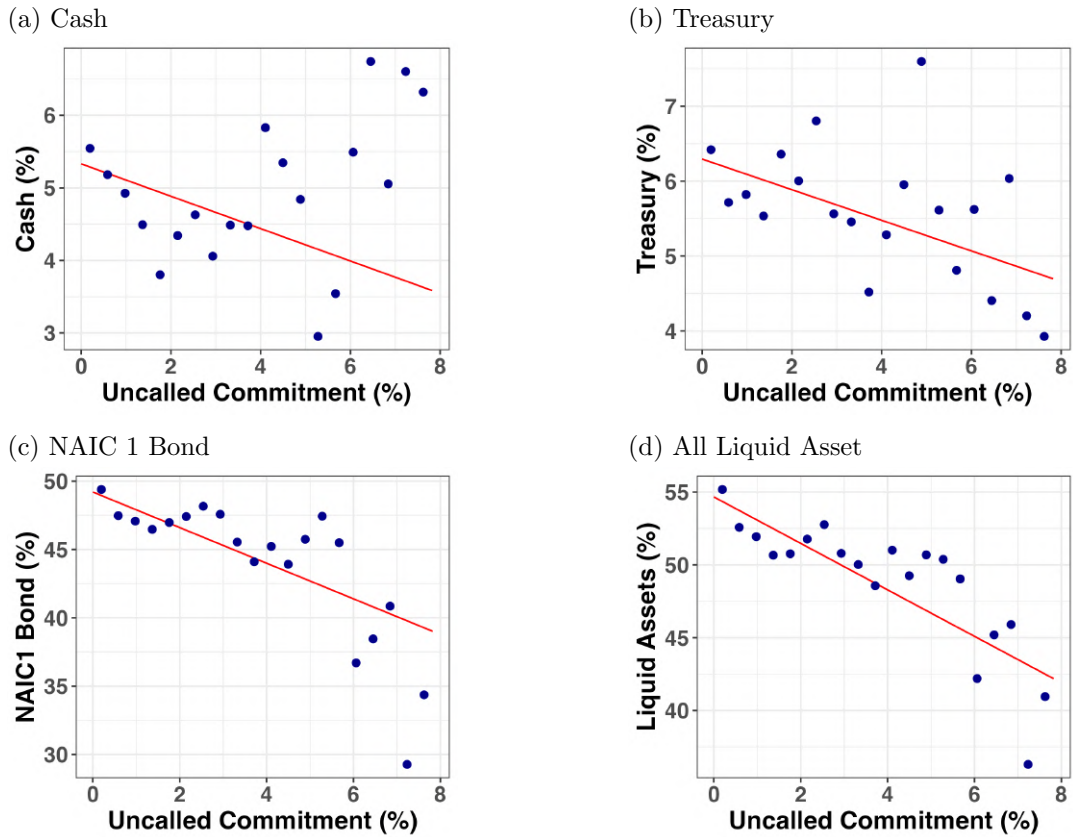 (a) Cash
Cash (%)
6
5
4
3
0 2 4 6 8
Uncalled Commitment (%)
(b) Treasury
Treasury (%)
7
6
5
4
0 2 4 6 8
Uncalled Commitment (%)
(c) NAIC 1 Bond
NAIC1 Bond (%)
50
45
40
35
30
0 2 4 6 8
Uncalled Commitment (%)
(d) All Liquid Asset
Liquid Assets (%)
55
50
45
40
0 2 4 6 8
Uncalled Commitment (%)